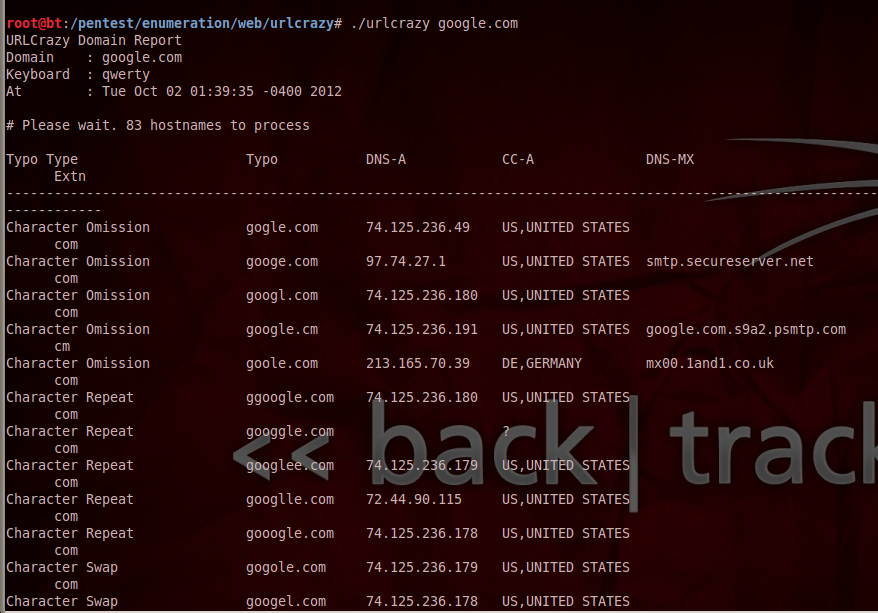 root@bt:/pentest/enumeration/web/urlcrazy# ./urlcrazy google.com
URLCrazy Domain Report
Domain    : google.com
Keyboard  : qwerty
At        : Tue Oct 02 01:39:35 -0400 2012
# Please wait. 83 hostnames to process
Typo Type                     Typo           DNS-A            CC-A              DNS-MX
      Extn
-------------------------------------------------------------------------------------------------------------
------------
Character Omission            gogle.com      74.125.236.49    US,UNITED STATES
      com
Character Omission            googe.com      97.74.27.1       US,UNITED STATES  smtp.secureserver.net
      com
Character Omission            googl.com      74.125.236.180   US,UNITED STATES
      com
Character Omission            google.cm      74.125.236.191   US,UNITED STATES  google.com.s9a2.psmtp.com
      cm
Character Omission            goole.com      213.165.70.39    DE,GERMANY        mx00.1and1.co.uk
      com
Character Repeat              ggoogle.com    74.125.236.180   US,UNITED STATES
      com
Character Repeat              googgle.com                     ?
      com
<< back|track
Character Repeat              googlee.com    74.125.236.179   US,UNITED STATES
      com
Character Repeat              googlle.com    72.44.90.115     US,UNITED STATES
      com
Character Repeat              gooogle.com    74.125.236.178   US,UNITED STATES
      com
Character Swap                gogole.com     74.125.236.179   US,UNITED STATES
      com
Character Swap                googel.com     74.125.236.178   US,UNITED STATES